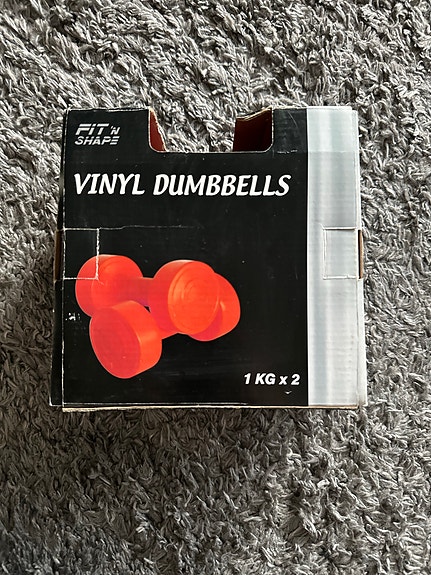 FIT 'N
SHAPE
VINYL DUMBBELLS
1 KG x 2